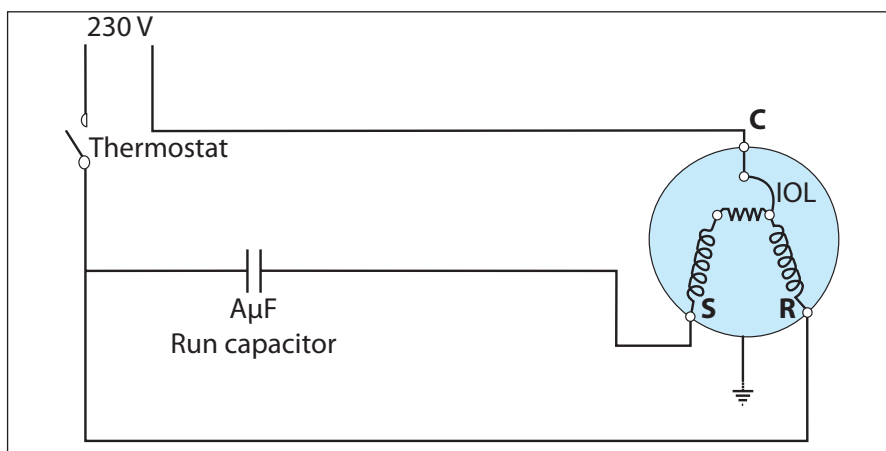 230 V
C
Thermostat
IOL
S
R
AµF
Run capacitor